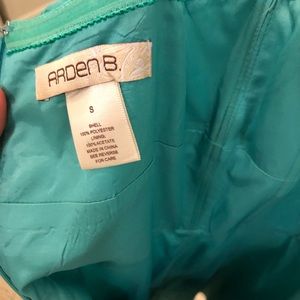 ARDEN B.
S
SHELL
100% POLYESTER
LINING:
100% ACETATE
MADE IN CHINA
SEE REVERSE
FOR CARE